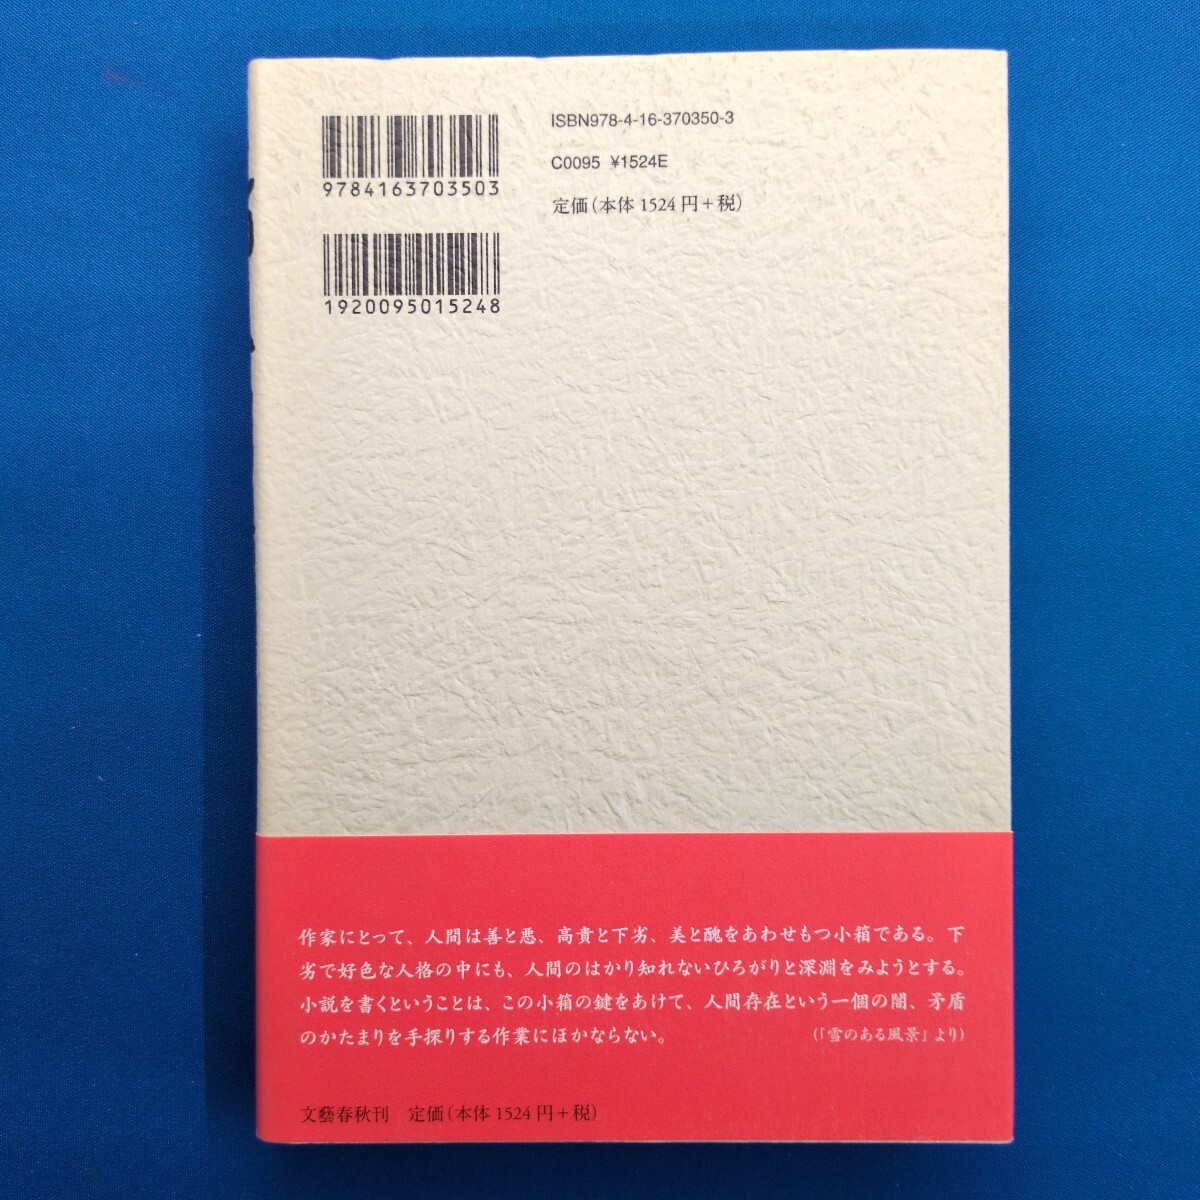 ISBN978-4-16-370350-3
9784163703503
C0095 ¥1524E
定価(本体1524円+税)
1920095015248
作家にとって、人間は善と悪、高貴と下劣、美と醜をあわせもつ小箱である。下
劣で好色な人格の中にも、人間のはかり知れないひろがりと深淵をみようとする。
小説を書くということは、この小箱の鍵をあけて、人間存在という一個の闇、矛盾
のかたまりを手探りする作業にほかならない。 (「雪のある風景」より)
文藝春秋刊 定価(本体1524円+税)